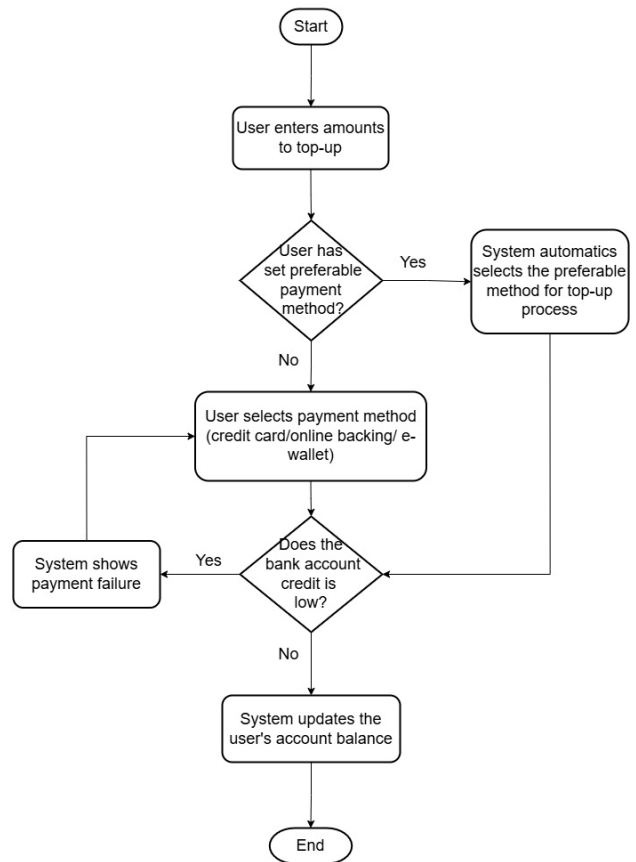 Start
User enters amounts
to top-up
User has
set preferable
payment
method?
Yes
System automatics
selects the preferable
method for top-up
process
No
User selects payment method
(credit card/online backing/ e-
wallet)
Does the
bank account
credit is
low?
Yes
System shows
payment failure
No
System updates the
user's account balance
End